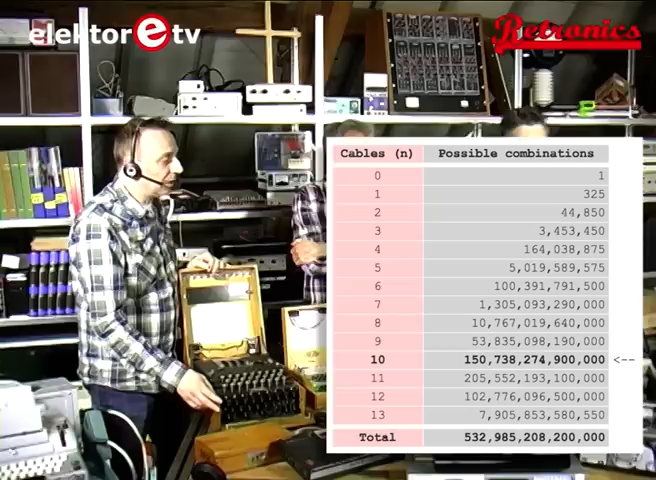 elektor e tv
Retronics
Cables (n) Possible combinations
0 1
1 325
2 44,850
3 3,453,450
4 164,038,875
5 5,019,589,575
6 100,391,791,500
7 1,305,093,290,000
8 10,767,019,640,000
9 53,835,098,190,000
10 150,738,274,900,000 <--
11 205,552,193,100,000
12 102,776,096,500,000
13 7,905,853,580,550
Total 532,985,208,200,000